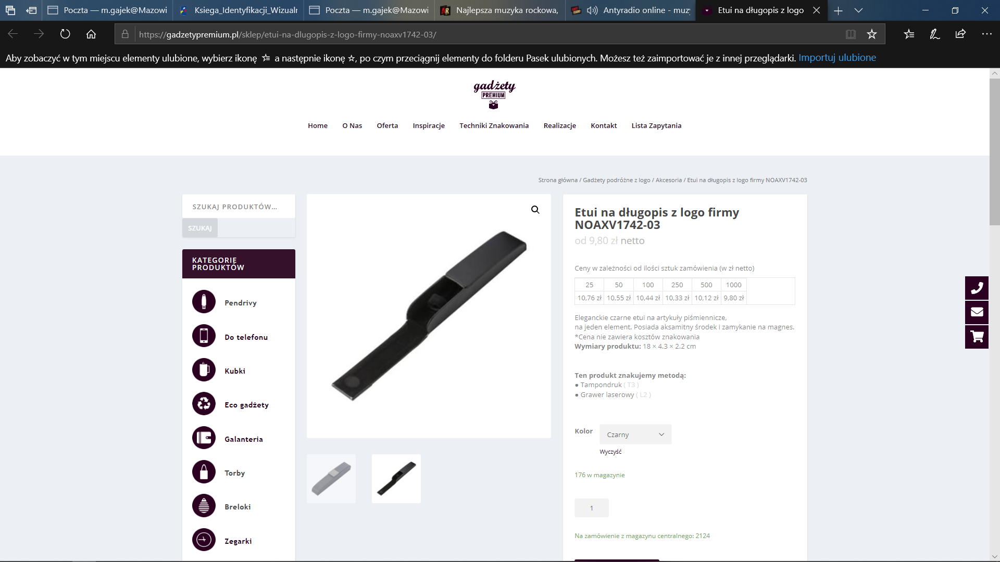 Poczta — m.gajek@Mazowi
Ksiega_Identyfikacji_Wizualn
Poczta — m.gajek@Mazowi
Najlepsza muzyka rockowa,
Antyradio online - muzy
Etui na długopis z logo
https://gadzetypremium.pl/sklep/etui-na-dlugopis-z-logo-firmy-noaxv1742-03/
Aby zobaczyć w tym miejscu elementy ulubione, wybierz ikonę a następnie ikonę ☆, po czym przeciągnij elementy do folderu Pasek ulubionych. Możesz też zaimportować je z innej przeglądarki. Importuj ulubione
gadżety
PREMIUM
Home O Nas Oferta Inspiracje Techniki Znakowania Realizacje Kontakt Lista Zapytania
Strona główna / Gadżety podróżne z logo / Akcesoria / Etui na długopis z logo firmy NOAXV1742-03
SZUKAJ PRODUKTÓW...
SZUKAJ
KATEGORIE
PRODUKTÓW
Pendrivy
Do telefonu
Kubki
Eco gadżety
Galanteria
Torby
Breloki
Zegarki
Etui na długopis z logo firmy
NOAXV1742-03
od 9,80 zł netto
Ceny w zależności od ilości sztuk zamówienia (w zł netto)
25 50 100 250 500 1000
10,76 zł 10,55 zł 10,44 zł 10,33 zł 10,12 zł 9,80 zł
Eleganckie czarne etui na artykuły piśmiennicze,
na jeden element. Posiada aksamitny środek i zamykanie na magnes.
*Cena nie zawiera kosztów znakowania
Wymiary produktu: 18 × 4.3 × 2.2 cm
Ten produkt znakujemy metodą:
● Tampondruk ( T3 )
● Grawer laserowy ( L2 )
Kolor Czarny
Wyczyść
176 w magazynie
1
Na zamówienie z magazynu centralnego: 2124